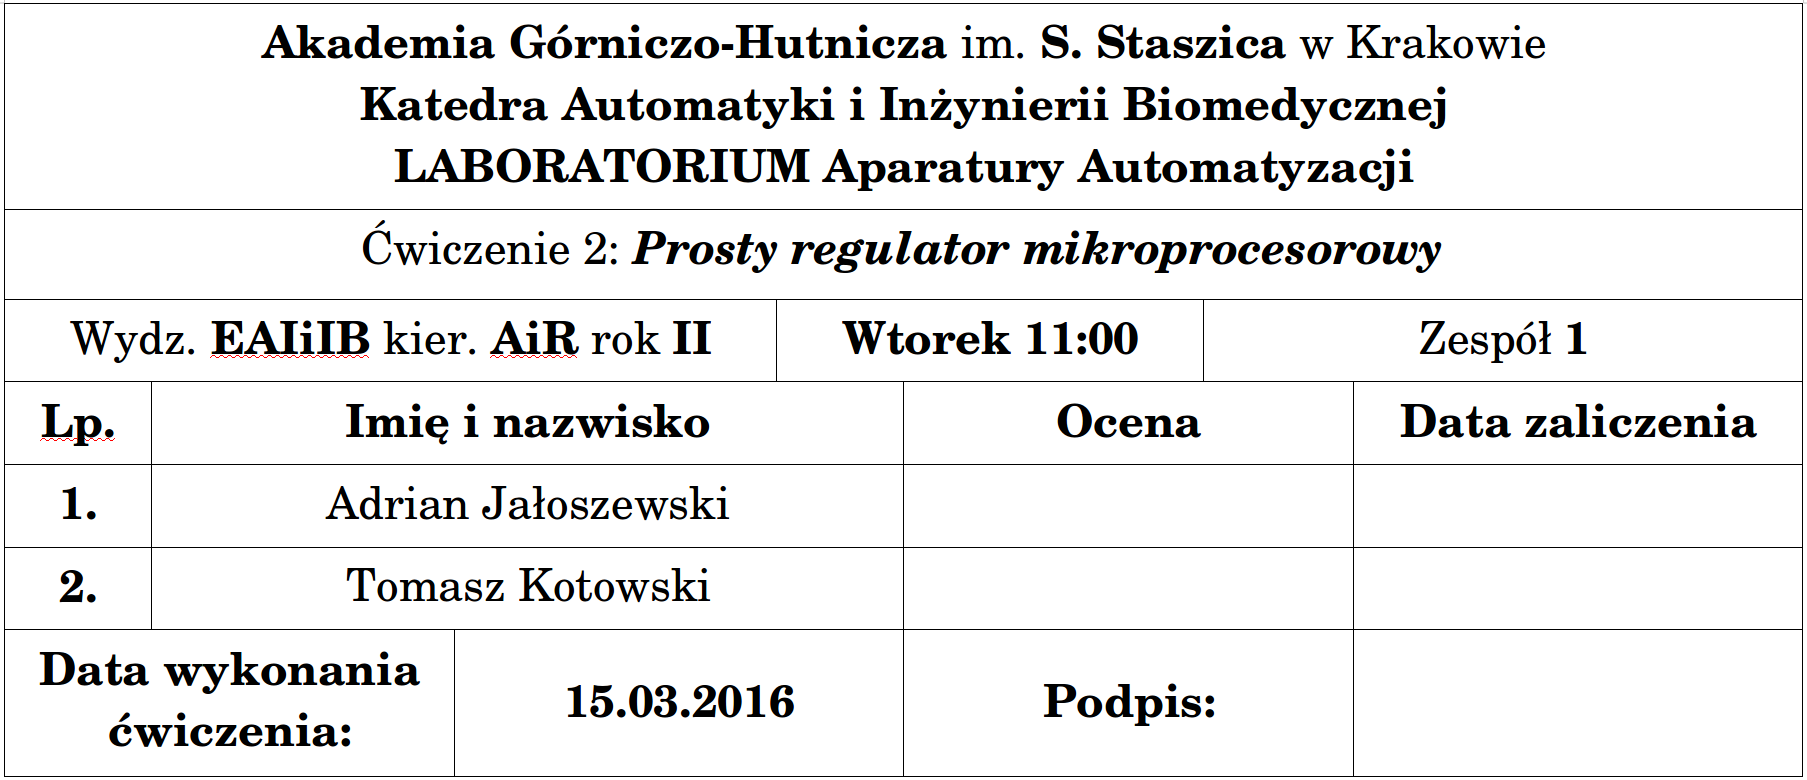 Akademia Górniczo-Hutnicza im. S. Staszica w Krakowie
Katedra Automatyki i Inżynierii Biomedycznej
LABORATORIUM Aparatury Automatyzacji
Ćwiczenie 2: Prosty regulator mikroprocesorowy
Wydz. EAIiIB kier. AiR rok II Wtorek 11:00 Zespół 1
Lp. Imię i nazwisko Ocena Data zaliczenia
1. Adrian Jałoszewski
2. Tomasz Kotowski
Data wykonania
ćwiczenia: 15.03.2016 Podpis: